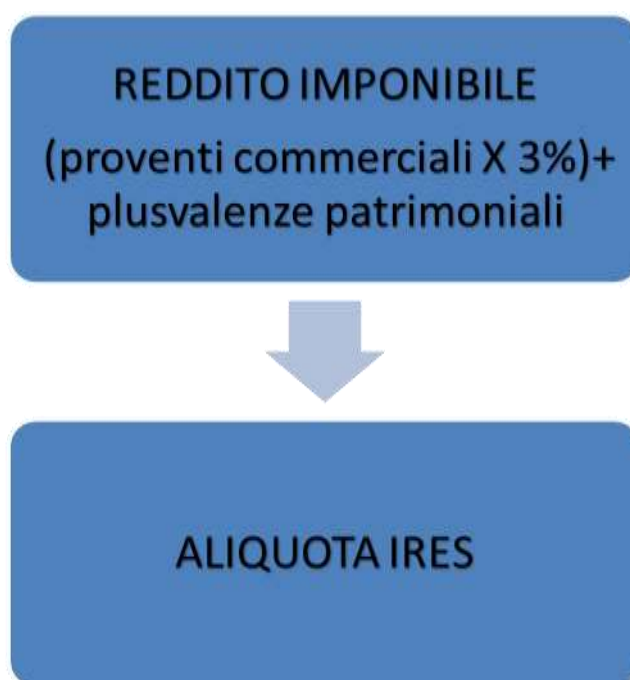 REDDITO IMPONIBILE
(proventi commerciali X 3%)+
plusvalenze patrimoniali
ALIQUOTA IRES